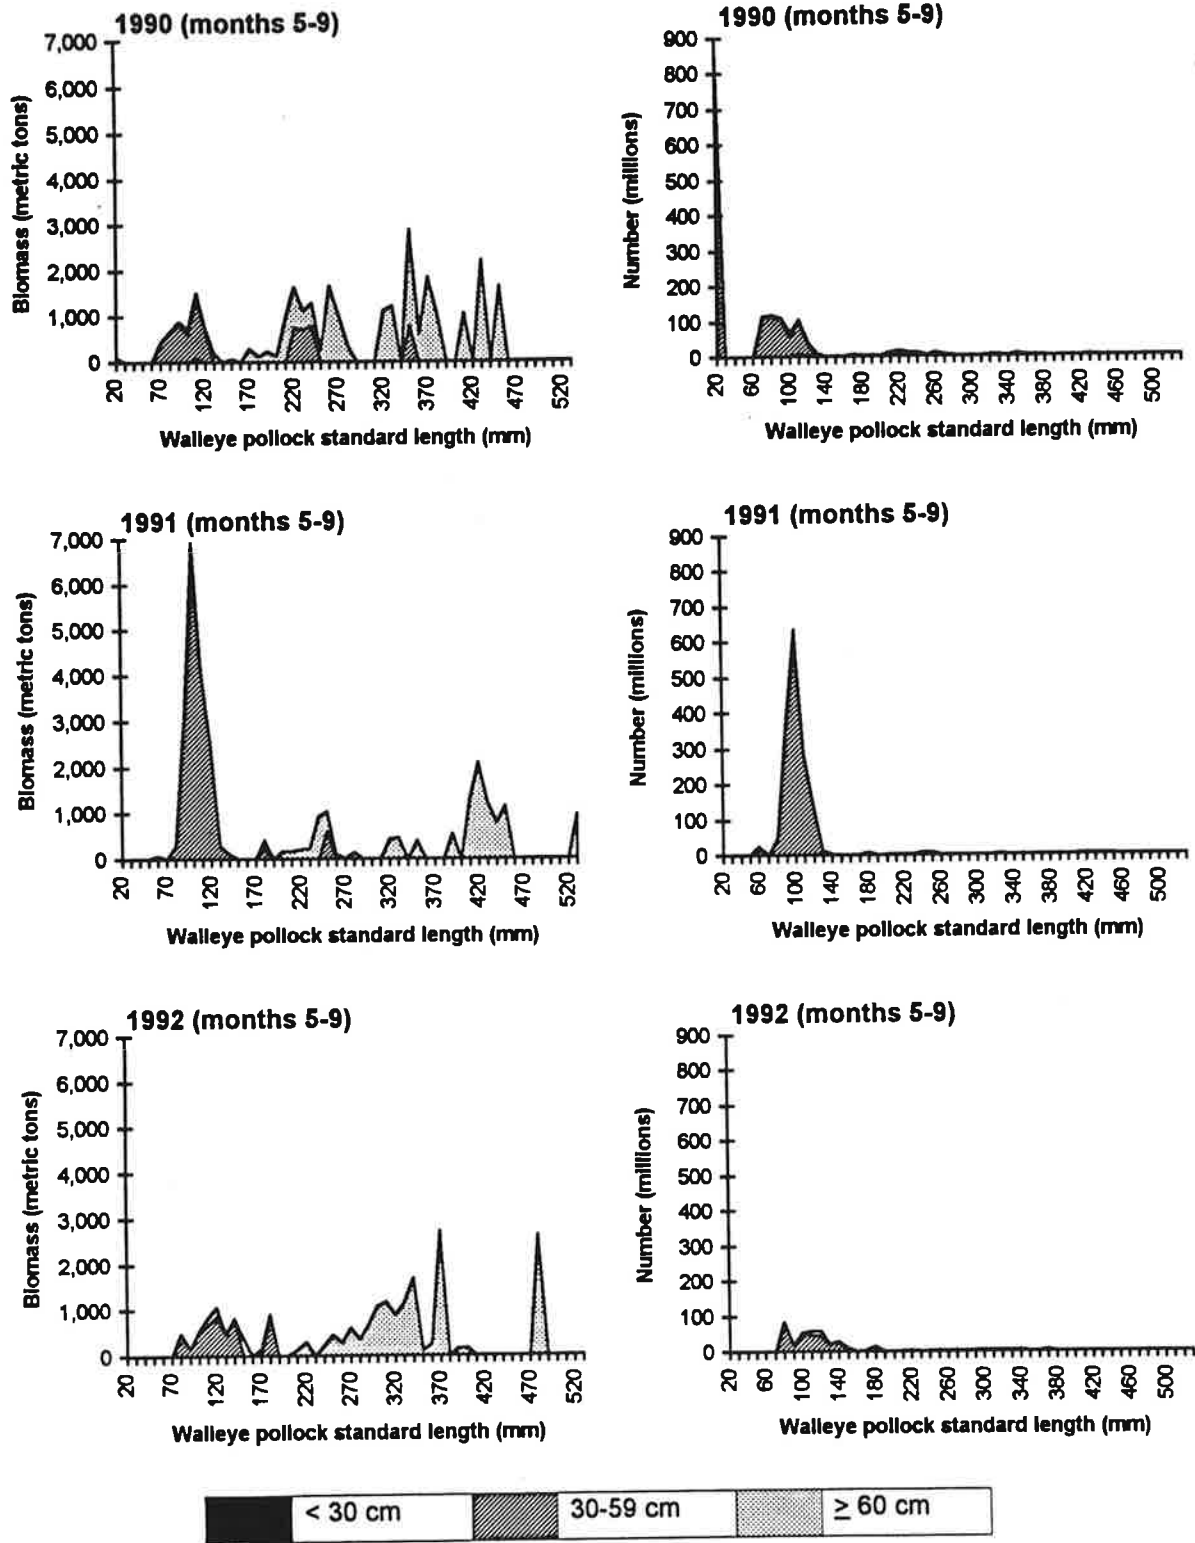 1990 (months 5-9)
7,000
6,000
5,000
4,000
3,000
2,000
1,000
0
Biomass (metric tons)
20 70 120 170 220 270 320 370 420 470 520
Walleye pollock standard length (mm)
1990 (months 5-9)
900
800
700
600
500
400
300
200
100
0
Number (millions)
20 60 100 140 180 220 260 300 340 380 420 460 500
Walleye pollock standard length (mm)
1991 (months 5-9)
7,000
6,000
5,000
4,000
3,000
2,000
1,000
0
Biomass (metric tons)
20 70 120 170 220 270 320 370 420 470 520
Walleye pollock standard length (mm)
1991 (months 5-9)
900
800
700
600
500
400
300
200
100
0
Number (millions)
20 60 100 140 180 220 260 300 340 380 420 460 500
Walleye pollock standard length (mm)
1992 (months 5-9)
7,000
6,000
5,000
4,000
3,000
2,000
1,000
0
Biomass (metric tons)
20 70 120 170 220 270 320 370 420 470 520
Walleye pollock standard length (mm)
1992 (months 5-9)
900
800
700
600
500
400
300
200
100
0
Number (millions)
20 60 100 140 180 220 260 300 340 380 420 460 500
Walleye pollock standard length (mm)
< 30 cm 30-59 cm ≥ 60 cm